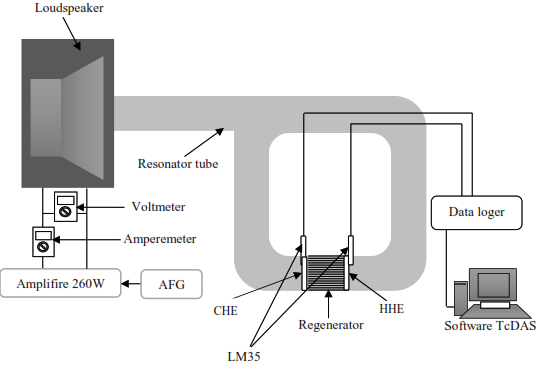 Loudspeaker
Resonator tube
Voltmeter
Data loger
Amperemeter
Amplifire 260W
AFG
CHE
HHE
Regenerator
Software TcDAS
LM35